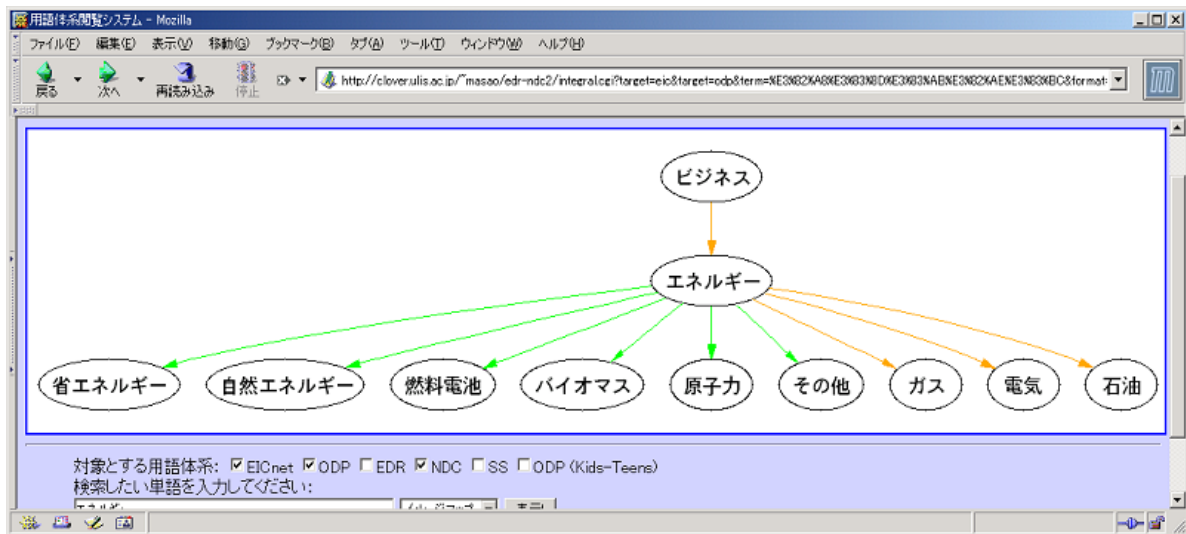 用語体系閲覧システム - Mozilla
ファイル(F) 編集(E) 表示(V) 移動(G) ブックマーク(B) タブ(A) ツール(T) ウィンドウ(W) ヘルプ(H)
戻る 次へ 再読み込み 停止
http://clover.ulis.ac.jp/~masao/edr-ndc2/integral.cgi?target=eic&target=odp&term=%E3%82%A8%E3%83%8D%E3%83%AB%E3%82%AE%E3%83%BC&format=
ビジネス
エネルギー
省エネルギー 自然エネルギー 燃料電池 バイオマス 原子力 その他 ガス 電気 石油
対象とする用語体系: EICnet ODP EDR NDC SS ODP (Kids-Teens)
検索したい単語を入力してください: